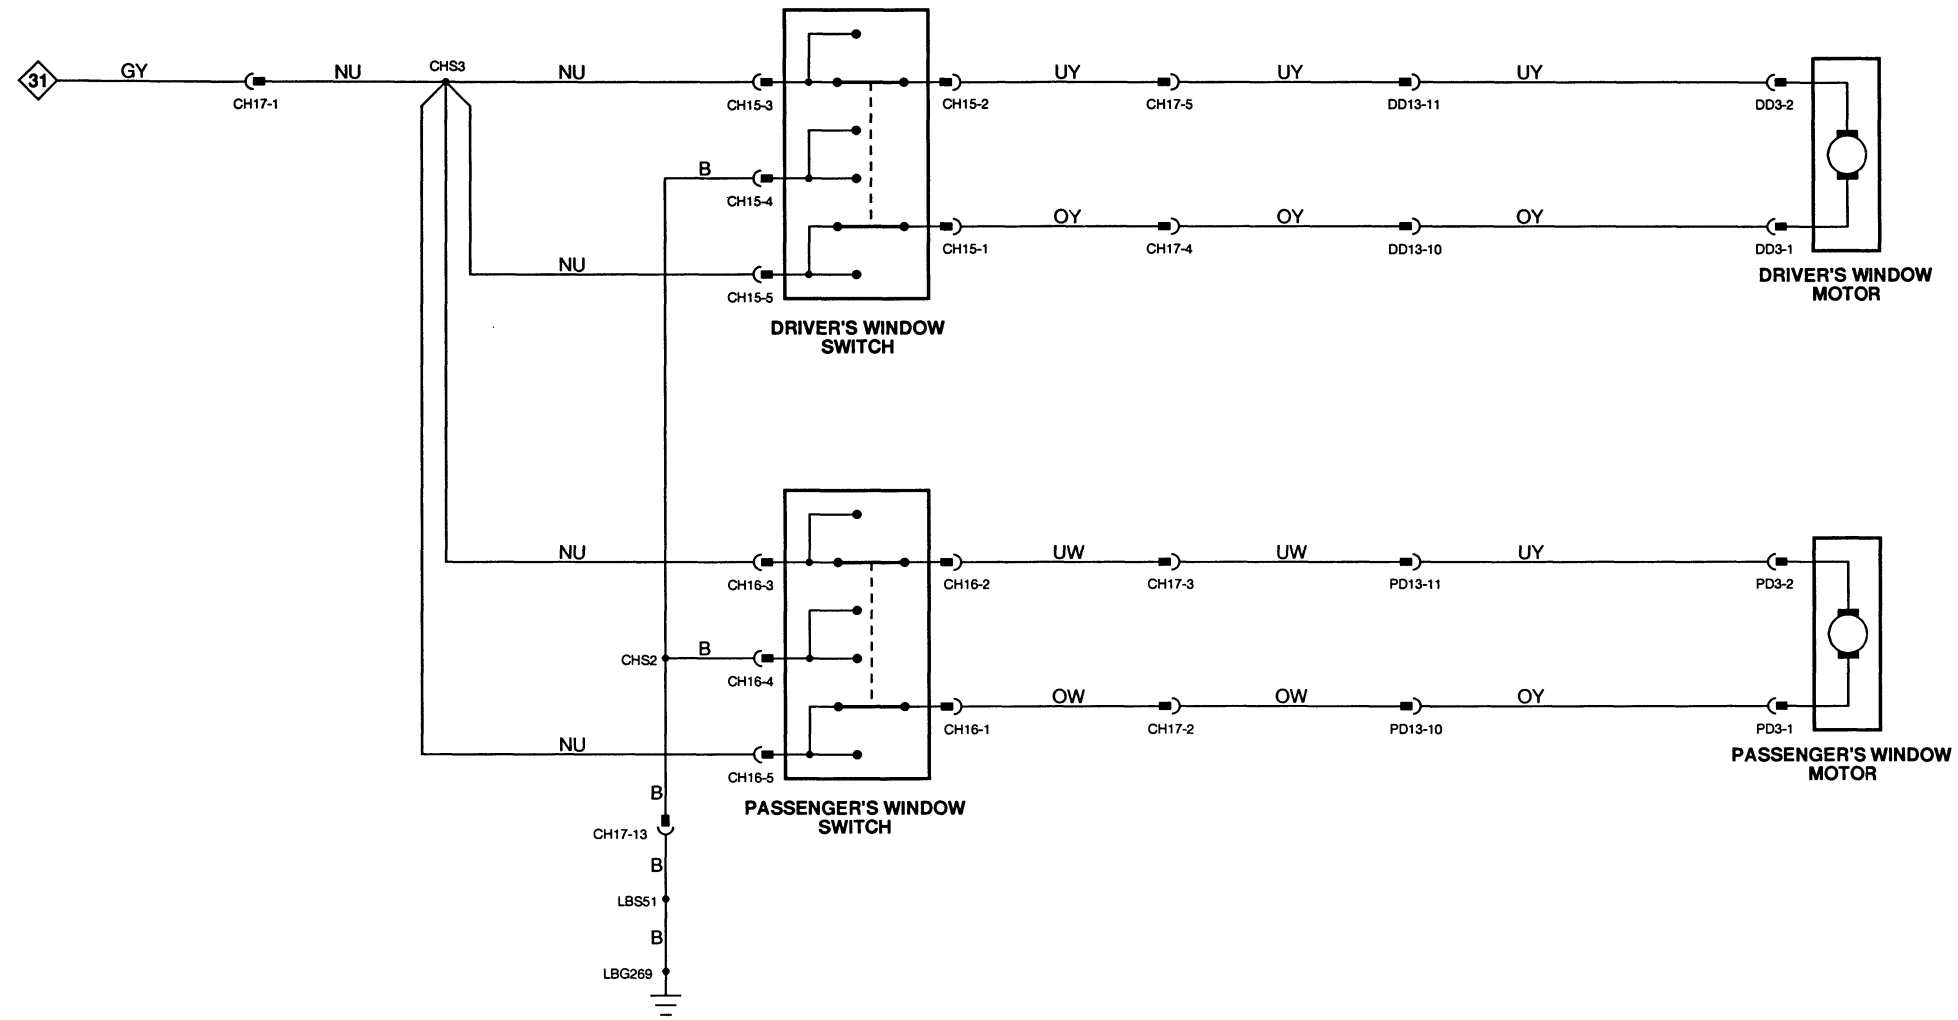 31 GY CH17-1 NU CHS3 NU CH15-3 CH15-2 UY CH17-5 UY DD13-11 UY DD3-2
B CH15-4
CH15-1 OY CH17-4 OY DD13-10 OY DD3-1
NU CH15-5
DRIVER'S WINDOW
SWITCH
DRIVER'S WINDOW
MOTOR
NU CH16-3 CH16-2 UW CH17-3 UW PD13-11 UY PD3-2
CHS2 B CH16-4
CH16-1 OW CH17-2 OW PD13-10 OY PD3-1
NU CH16-5
PASSENGER'S WINDOW
SWITCH
PASSENGER'S WINDOW
MOTOR
B
CH17-13
B
LBS51
B
LBG269